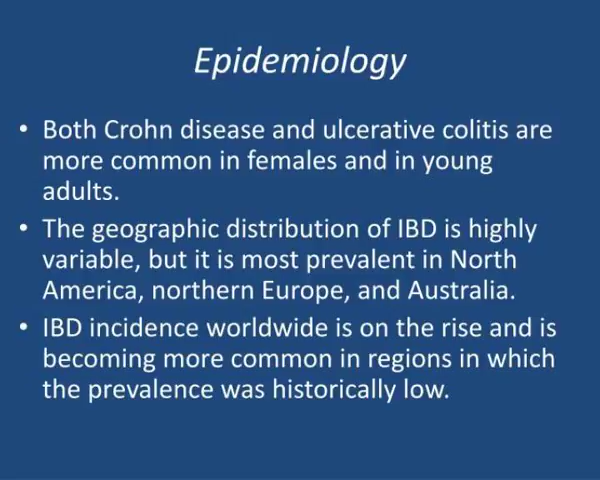 Epidemiology
• Both Crohn disease and ulcerative colitis are
more common in females and in young
adults.
• The geographic distribution of IBD is highly
variable, but it is most prevalent in North
America, northern Europe, and Australia.
• IBD incidence worldwide is on the rise and is
becoming more common in regions in which
the prevalence was historically low.